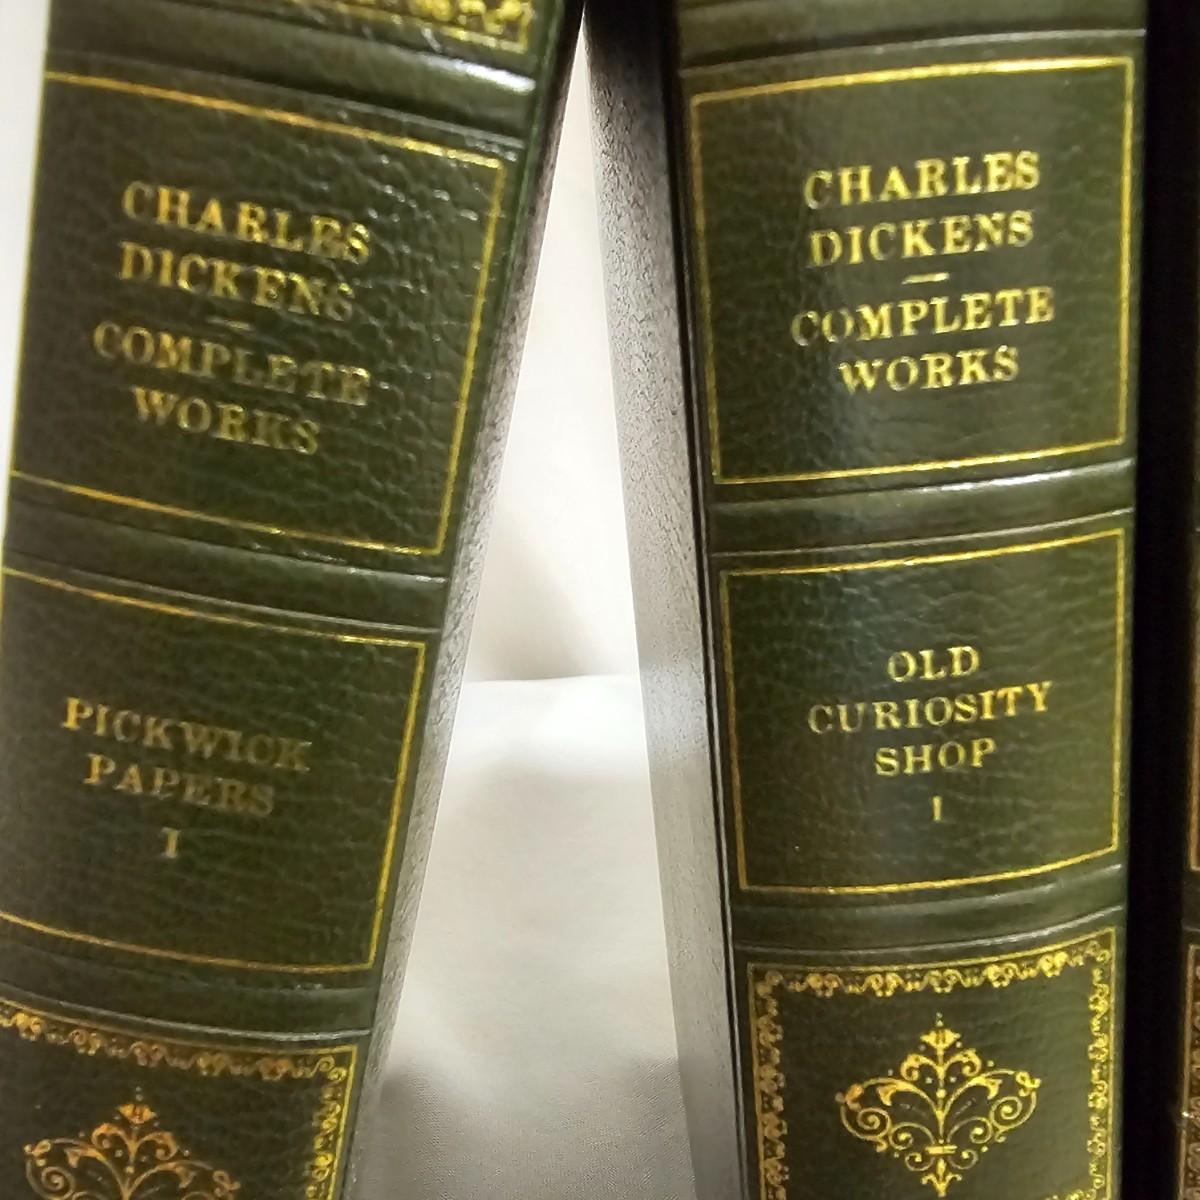 CHARLES
DICKENS
COMPLETE
WORKS
PICKWICK
PAPERS
I
CHARLES
DICKENS
COMPLETE
WORKS
OLD
CURIOSITY
SHOP
I